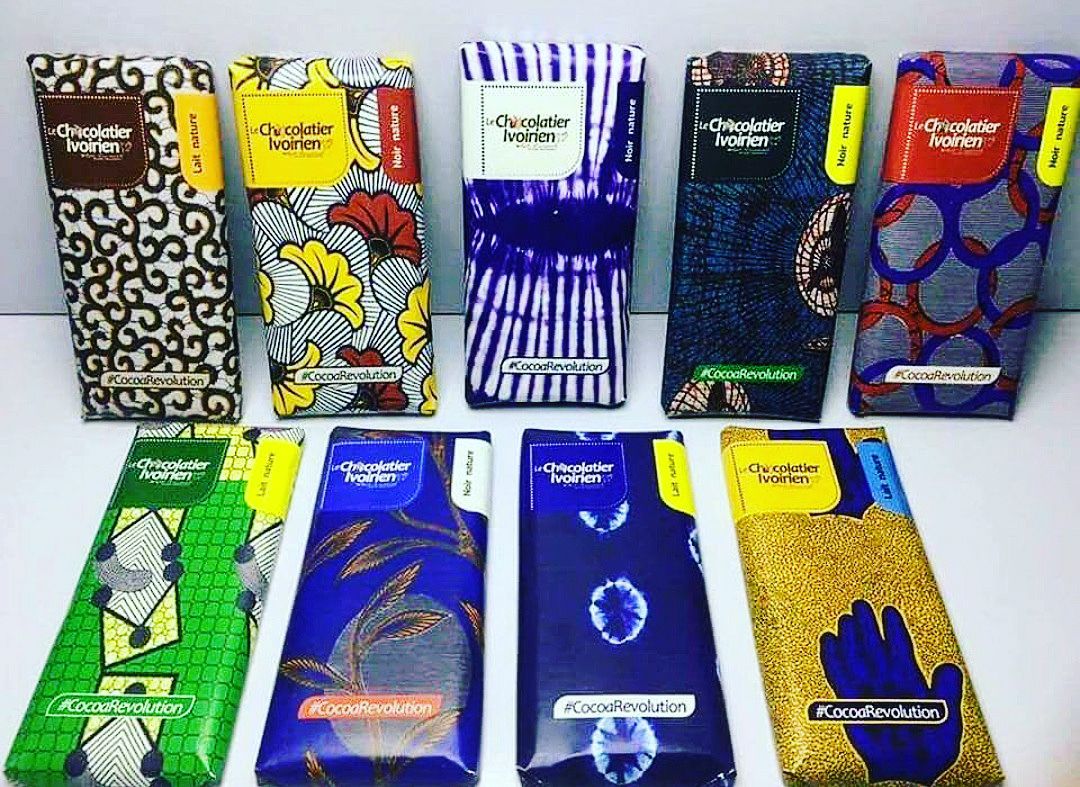 Le Chocolatier
Ivoirien
Lait nature
#CocoaRevolution
Le Chocolatier
Ivoirien
Noir nature
#CocoaRevolution
Le Chocolatier
Ivoirien
Noir nature
#CocoaRevolution
Le Chocolatier
Ivoirien
Noir nature
#CocoaRevolution
Le Chocolatier
Ivoirien
Noir nature
#CocoaRevolution
Le Chocolatier
Ivoirien
Lait nature
#CocoaRevolution
Le Chocolatier
Ivoirien
Noir nature
#CocoaRevolution
Le Chocolatier
Ivoirien
Lait nature
#CocoaRevolution
Le Chocolatier
Ivoirien
Lait nature
#CocoaRevolution